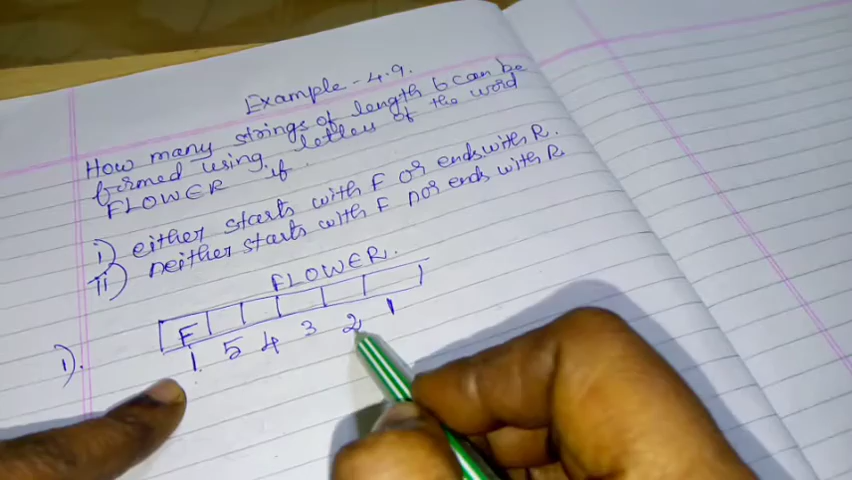 Example - 4.9.
How many strings of length 6 can be
formed using letters of the word
FLOWER if
i) either starts with F or ends with R.
ii) neither starts with F nor ends with R
FLOWER.
i). F
1 5 4 3 2 1